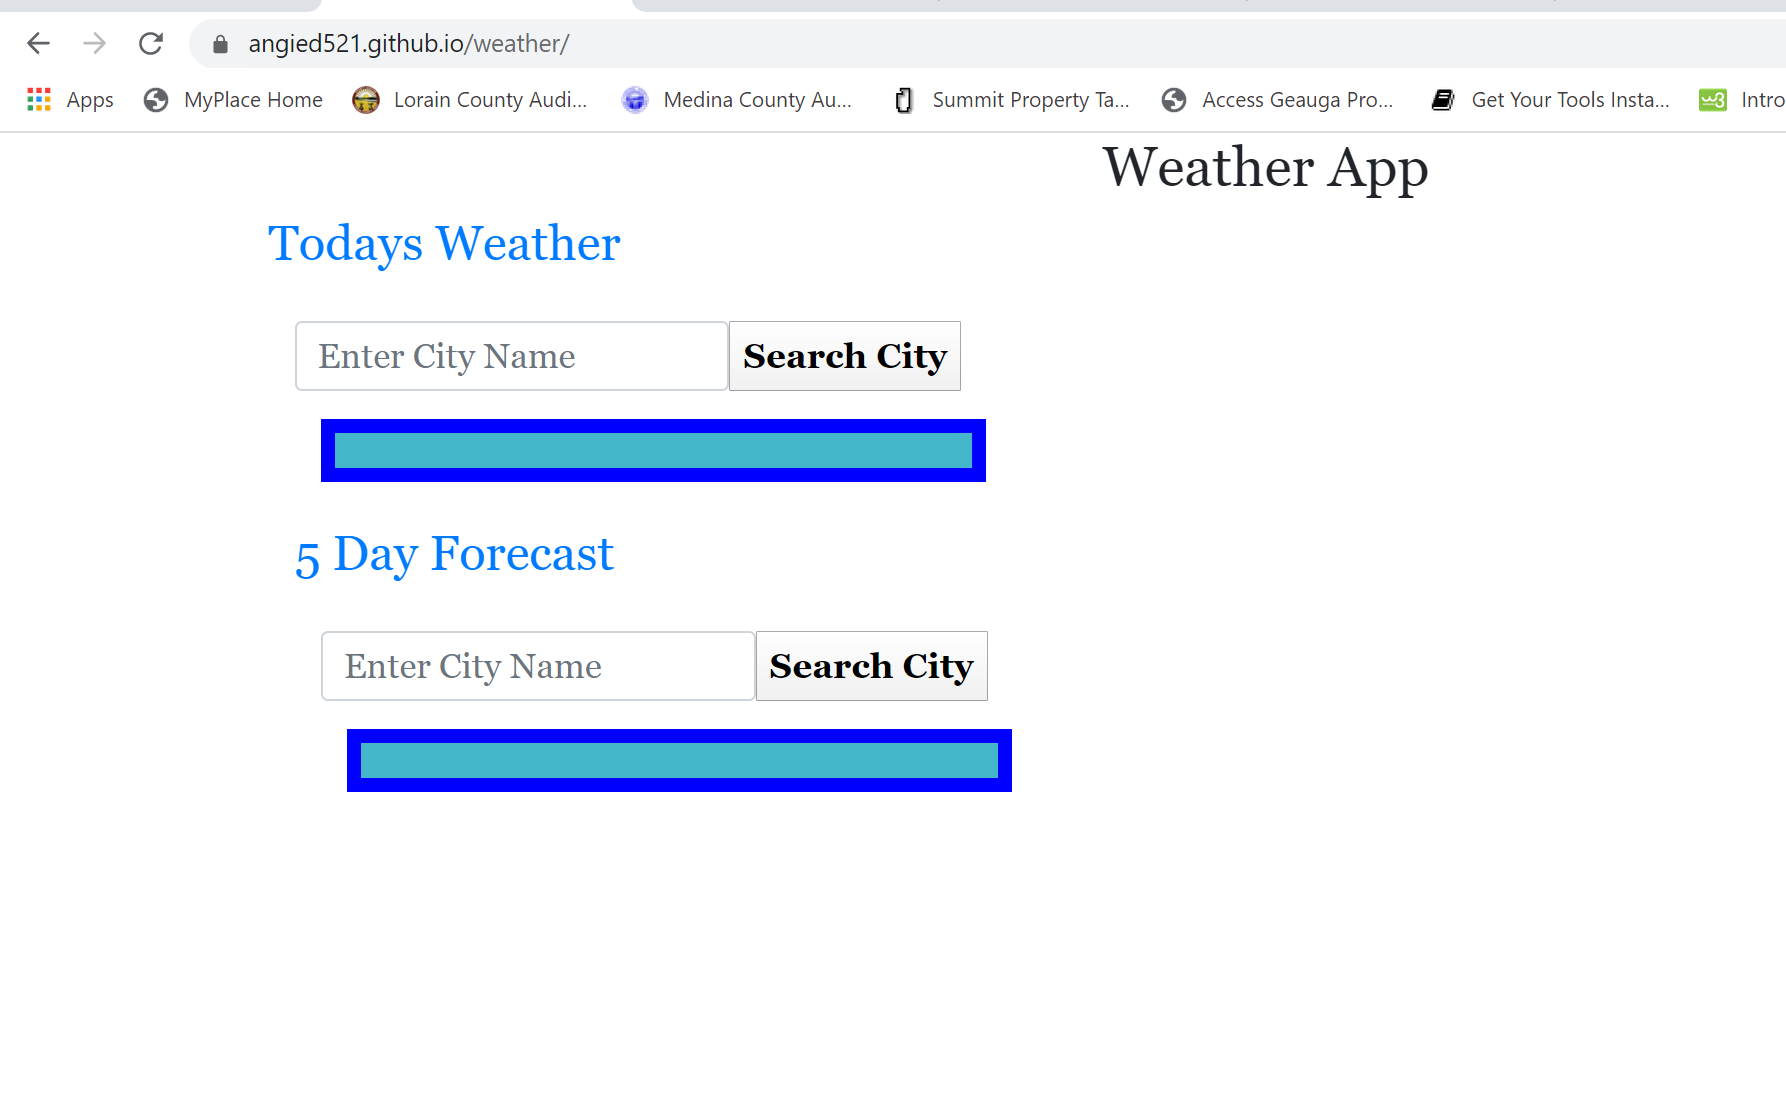 angied521.github.io/weather/
Apps MyPlace Home Lorain County Audi... Medina County Au... Summit Property Ta... Access Geauga Pro... Get Your Tools Insta... w3 Intro
Weather App
Todays Weather
Enter City Name Search City
5 Day Forecast
Enter City Name Search City